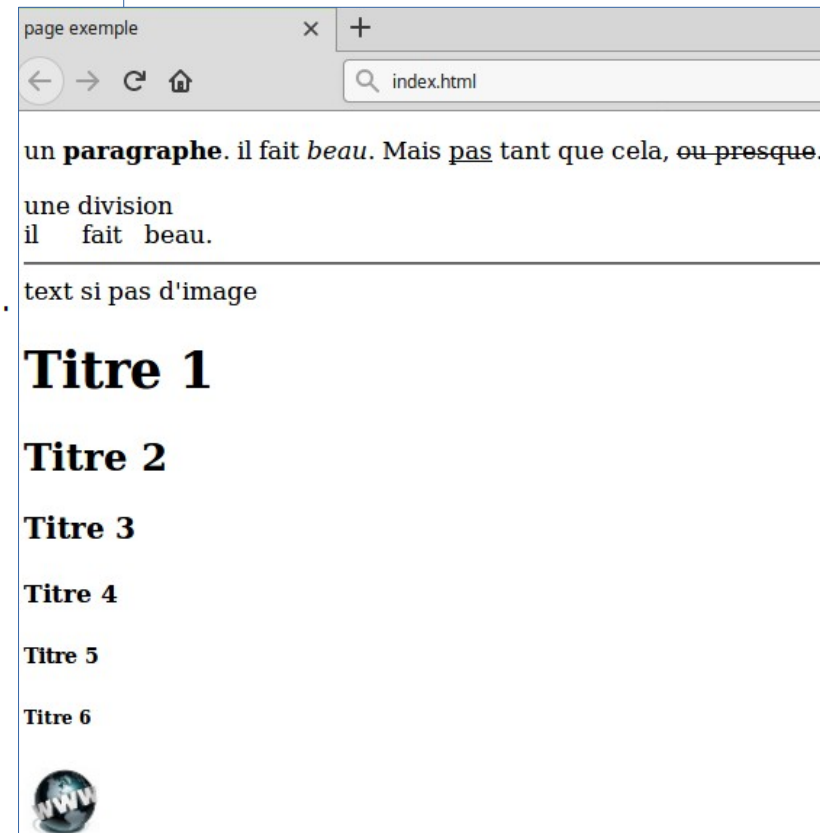 page exemple
index.html
un paragraphe. il fait beau. Mais pas tant que cela, ou presque.
une division
il fait beau.
text si pas d'image
Titre 1
Titre 2
Titre 3
Titre 4
Titre 5
Titre 6
WWW